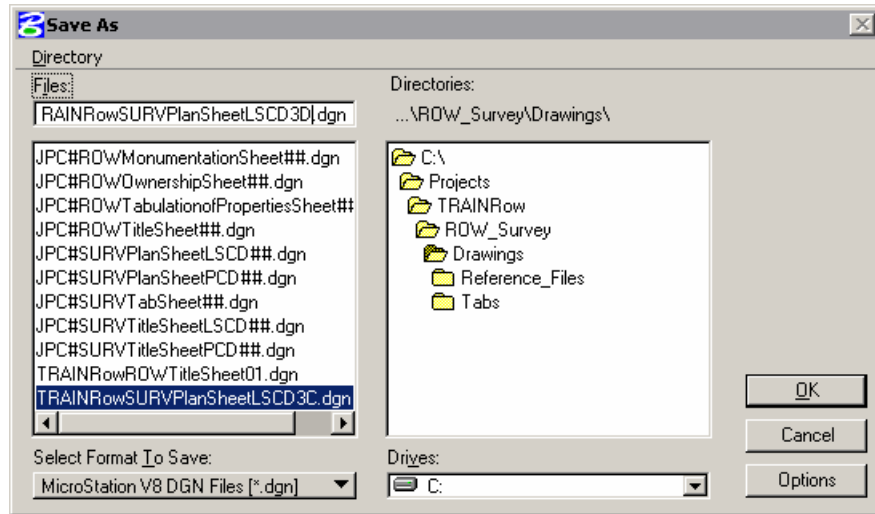 Save As
Directory
Files:
RAINRowSURVPlanSheetLSCD3D.dgn
JPC#ROWMonumentationSheet##.dgn
JPC#ROWOwnershipSheet##.dgn
JPC#ROWTabulationofPropertiesSheet##
JPC#ROWTitleSheet##.dgn
JPC#SURVPlanSheetLSCD##.dgn
JPC#SURVPlanSheetPCD##.dgn
JPC#SURVTabSheet##.dgn
JPC#SURVTitleSheetLSCD##.dgn
JPC#SURVTitleSheetPCD##.dgn
TRAINRowROWTitleSheet01.dgn
TRAINRowSURVPlanSheetLSCD3C.dgn
Select Format To Save:
MicroStation V8 DGN Files [*.dgn]
Directories:
...\ROW_Survey\Drawings\
C:\
Projects
TRAINRow
ROW_Survey
Drawings
Reference_Files
Tabs
Drives:
C:
OK
Cancel
Options